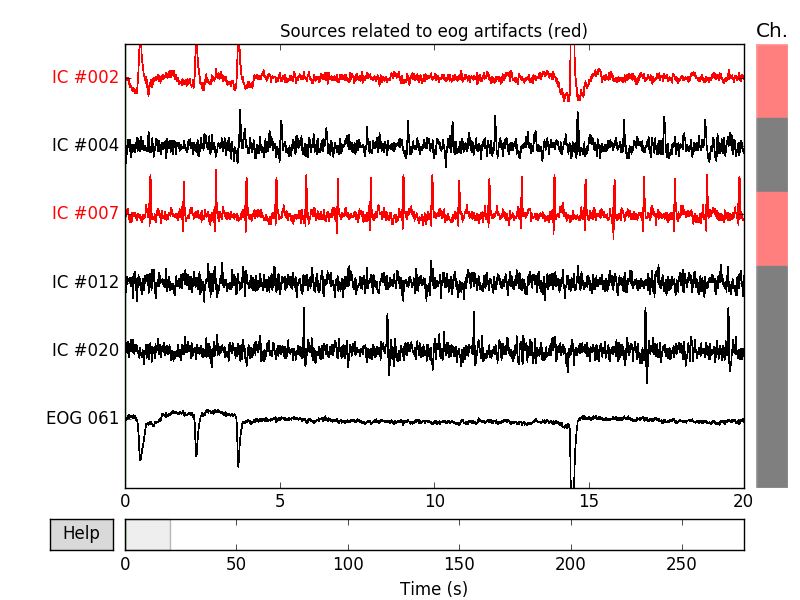 Sources related to eog artifacts (red)
Ch.
IC #002
IC #004
IC #007
IC #012
IC #020
EOG 061
0 5 10 15 20
Help
0 50 100 150 200 250
Time (s)